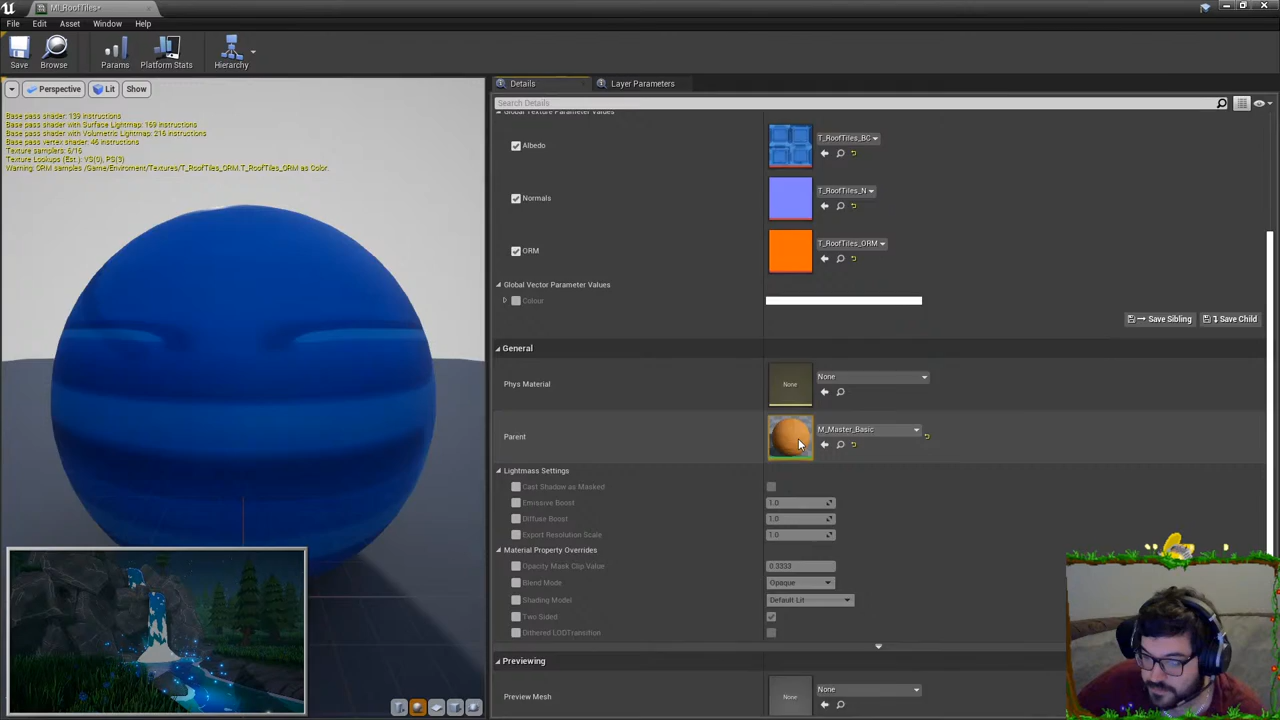 MI_RoofTiles*
File Edit Asset Window Help
Save Browse Params Platform Stats Hierarchy
Perspective Lit Show
Base pass shader: 139 instructions
Base pass shader with Surface Lightmap: 169 instructions
Base pass shader with Volumetric Lightmap: 216 instructions
Base pass vertex shader: 46 instructions
Texture samplers: 6/16
Texture Lookups (Est.): VS(0), PS(3)
Warning: ORM samples /Game/Enviroment/Textures/T_RoofTiles_ORM.T_RoofTiles_ORM as Color.
Details Layer Parameters
Search Details
Global Texture Parameter Values
Albedo T_RoofTiles_BC
Normals T_RoofTiles_N
ORM T_RoofTiles_ORM
Global Vector Parameter Values
Colour
Save Sibling Save Child
General
Phys Material None None
Parent M_Master_Basic
Lightmass Settings
Cast Shadow as Masked
Emissive Boost 1.0
Diffuse Boost 1.0
Export Resolution Scale 1.0
Material Property Overrides
Opacity Mask Clip Value 0.3333
Blend Mode Opaque
Shading Model Default Lit
Two Sided
Dithered LODTransition
Previewing
Preview Mesh None None